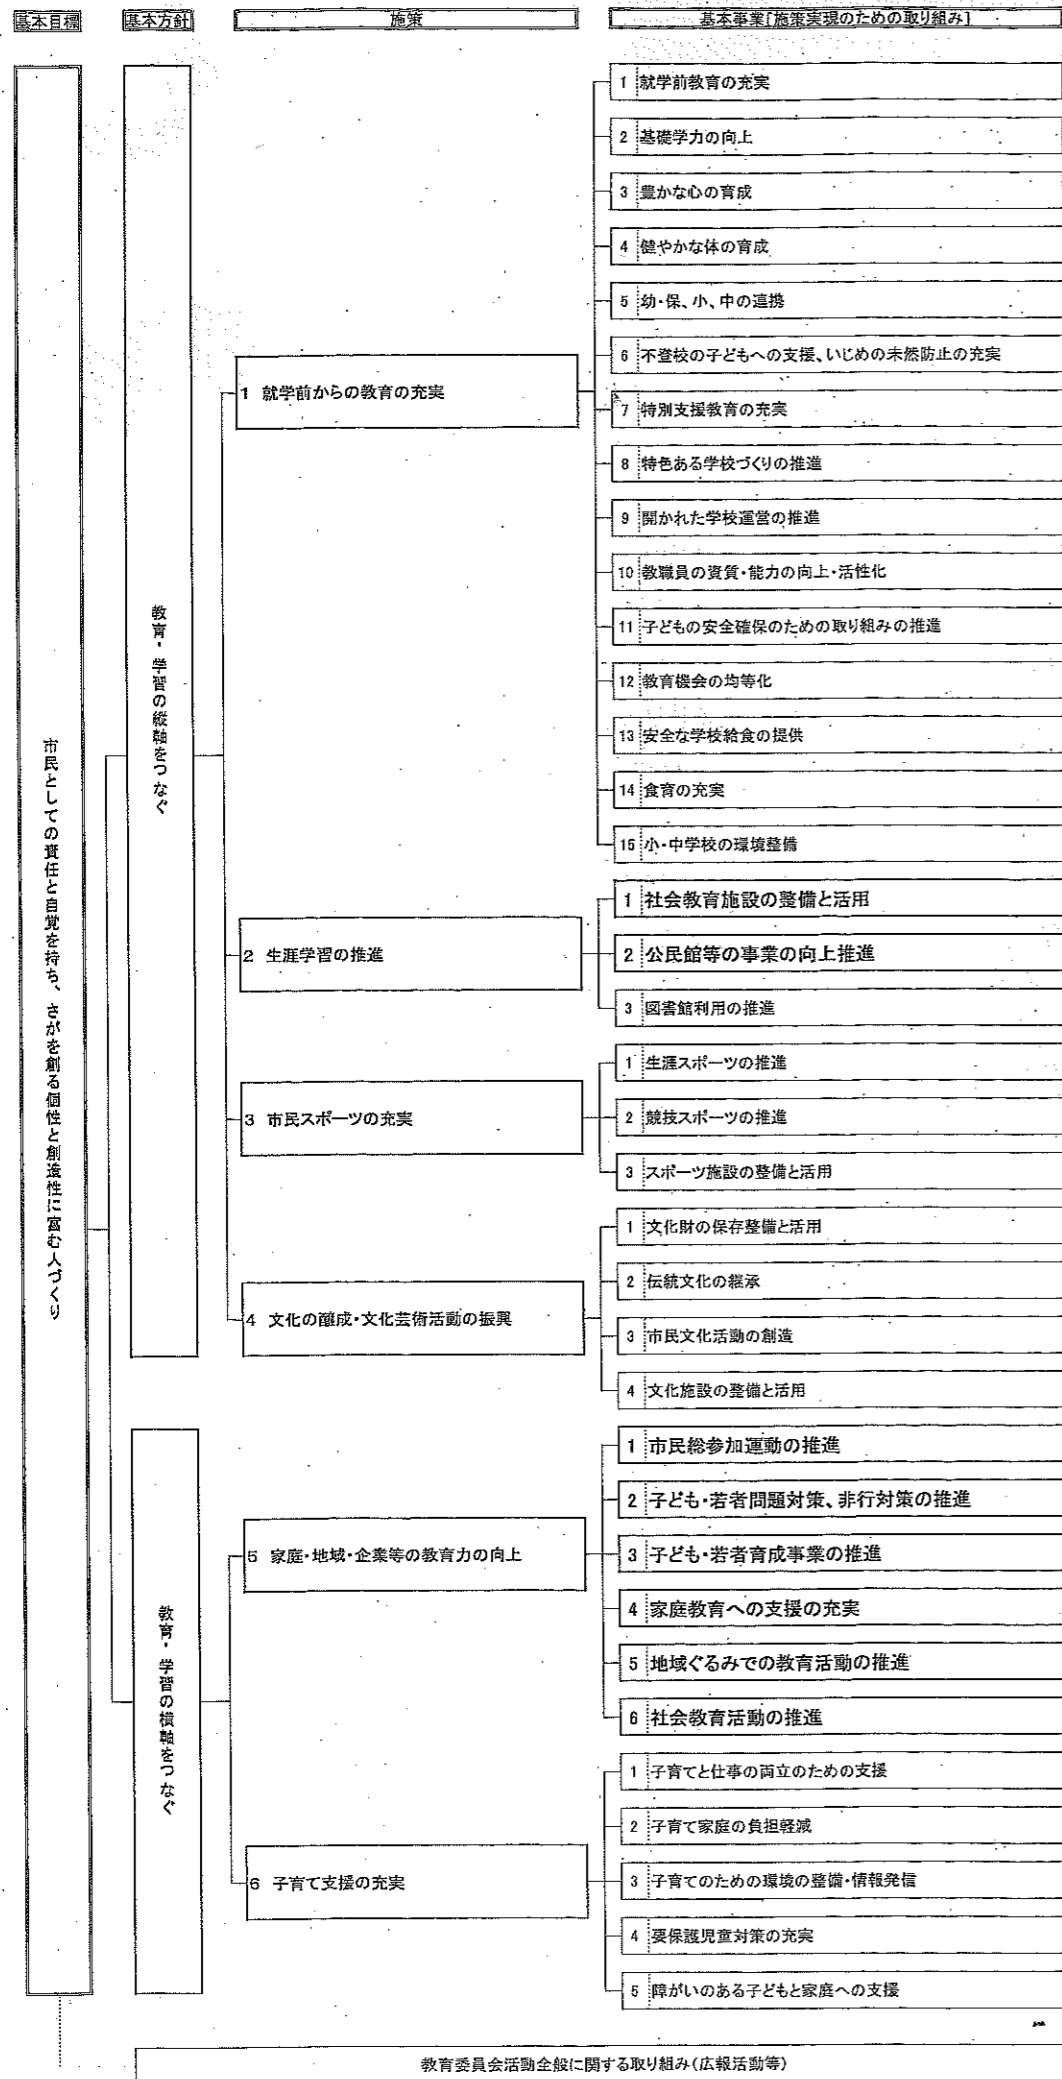 基本目標
基本方針
施策
基本事業[施策実現のための取り組み]
市民としての責任と自覚を持ち、さがを創る個性と創造性に富む人づくり
教育・学習の縦軸をつなぐ
1 就学前からの教育の充実
1 就学前教育の充実
2 基礎学力の向上
3 豊かな心の育成
4 健やかな体の育成
5 幼・保、小、中の連携
6 不登校の子どもへの支援、いじめの未然防止の充実
7 特別支援教育の充実
8 特色ある学校づくりの推進
9 開かれた学校運営の推進
10 教職員の資質・能力の向上・活性化
11 子どもの安全確保のための取り組みの推進
12 教育機会の均等化
13 安全な学校給食の提供
14 食育の充実
15 小・中学校の環境整備
2 生涯学習の推進
1 社会教育施設の整備と活用
2 公民館等の事業の向上推進
3 図書館利用の推進
3 市民スポーツの充実
1 生涯スポーツの推進
2 競技スポーツの推進
3 スポーツ施設の整備と活用
4 文化の醸成・文化芸術活動の振興
1 文化財の保存整備と活用
2 伝統文化の継承
3 市民文化活動の創造
4 文化施設の整備と活用
教育・学習の横軸をつなぐ
5 家庭・地域・企業等の教育力の向上
1 市民総参加運動の推進
2 子ども・若者問題対策、非行対策の推進
3 子ども・若者育成事業の推進
4 家庭教育への支援の充実
5 地域ぐるみでの教育活動の推進
6 社会教育活動の推進
6 子育て支援の充実
1 子育てと仕事の両立のための支援
2 子育て家庭の負担軽減
3 子育てのための環境の整備・情報発信
4 要保護児童対策の充実
5 障がいのある子どもと家庭への支援
教育委員会活動全般に関する取り組み(広報活動等)